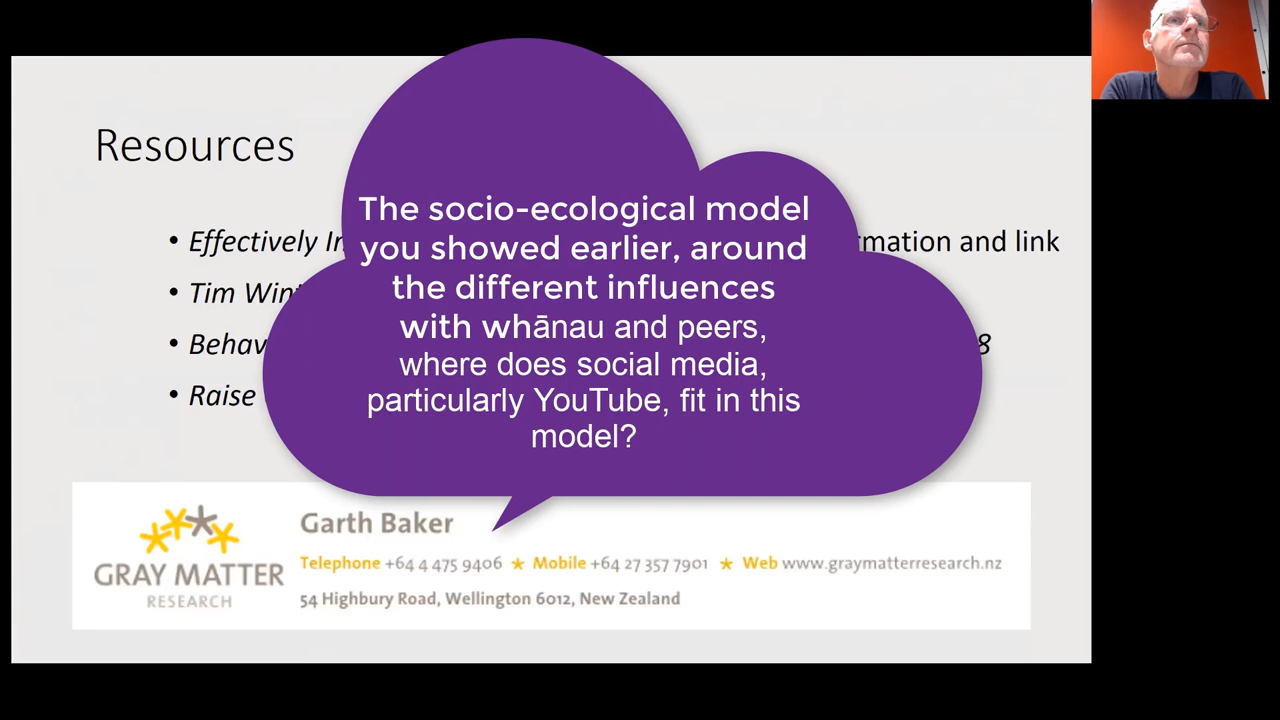 Resources
The socio-ecological model
you showed earlier, around
the different influences
with whānau and peers,
where does social media,
particularly YouTube, fit in this
model?
• Effectively
rmation and link
• Tim
•
8
• Raise
GRAY MATTER
RESEARCH
Garth Baker
Telephone +64 4 475 9406 ★ Mobile +64 27 357 7901 ★ Web www.graymatterresearch.nz
54 Highbury Road, Wellington 6012, New Zealand